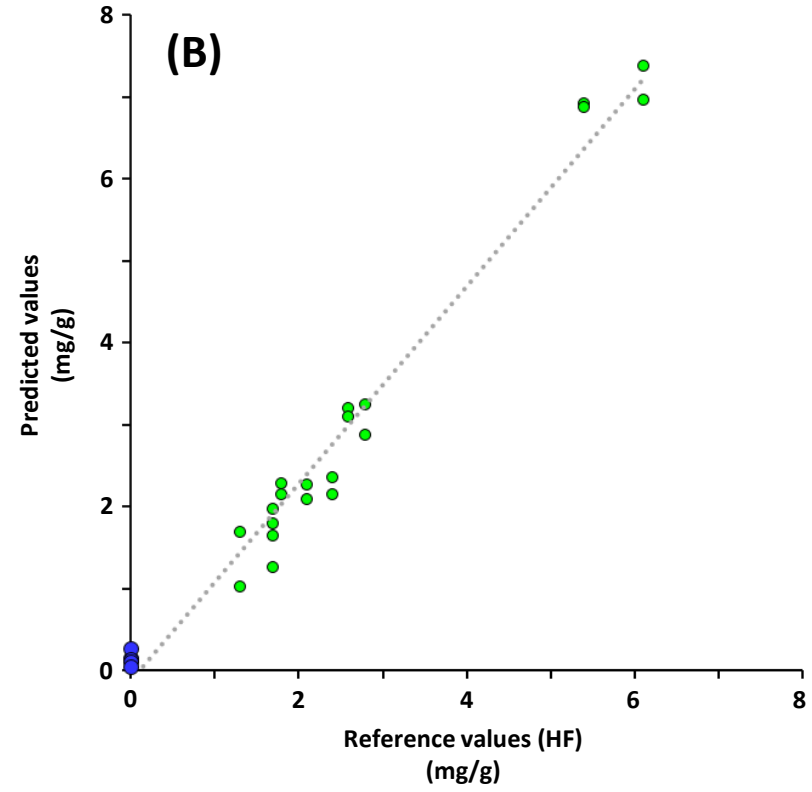 (B)
8
6
4
2
0
Predicted values
(mg/g)
0 2 4 6 8
Reference values (HF)
(mg/g)